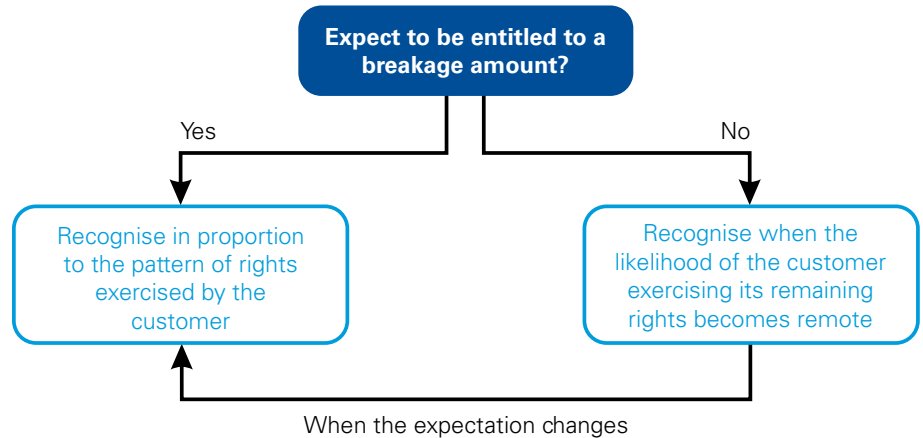 Expect to be entitled to a
breakage amount?
Yes
No
Recognise in proportion
to the pattern of rights
exercised by the
customer
Recognise when the
likelihood of the customer
exercising its remaining
rights becomes remote
When the expectation changes